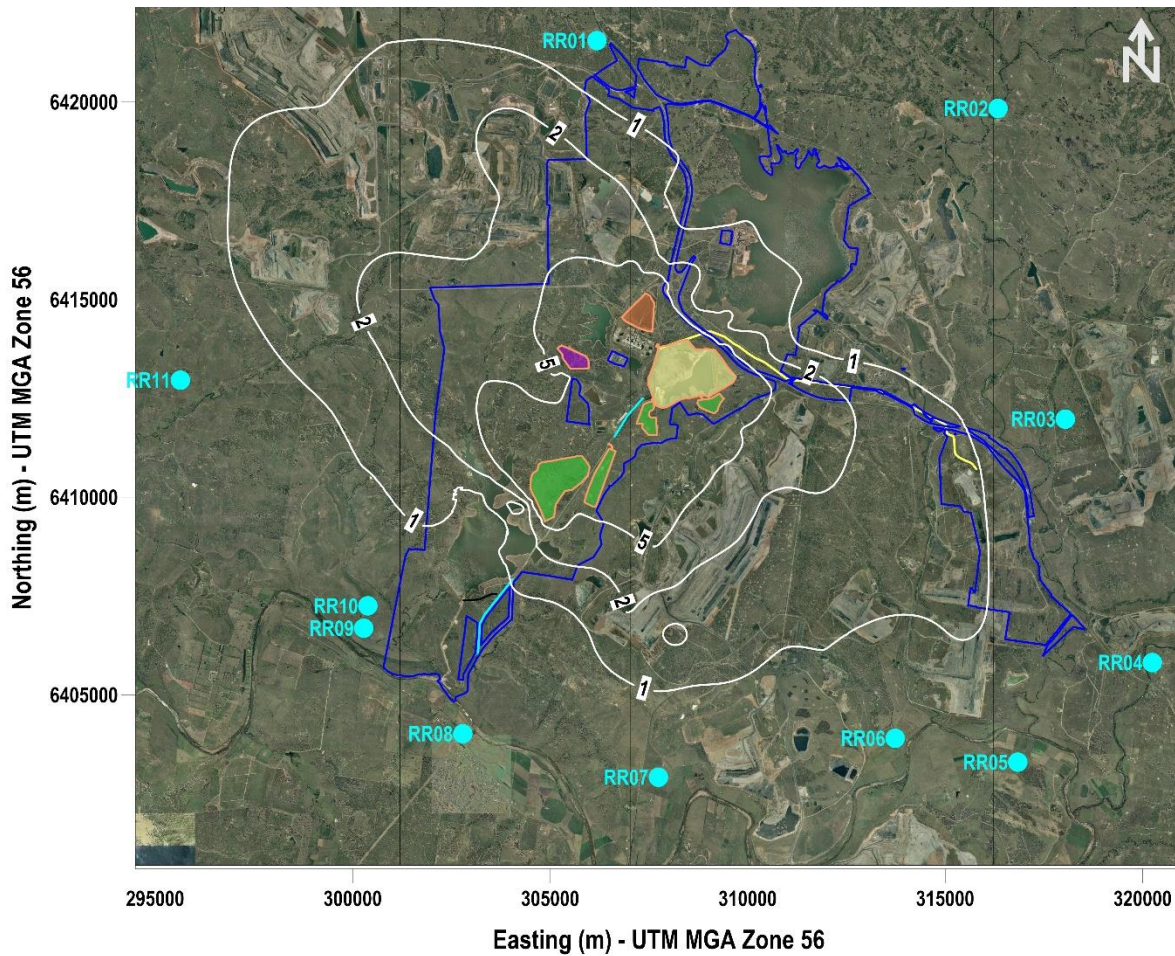 N
RR01
6420000
RR02
1
2
1
6415000
2
1
2
RR11
5
RR03
6410000
1
5
2
RR10
RR09
1
RR04
6405000
RR08
RR06
RR05
RR07
295000 300000 305000 310000 315000 320000
Northing (m) - UTM MGA Zone 56
Easting (m) - UTM MGA Zone 56